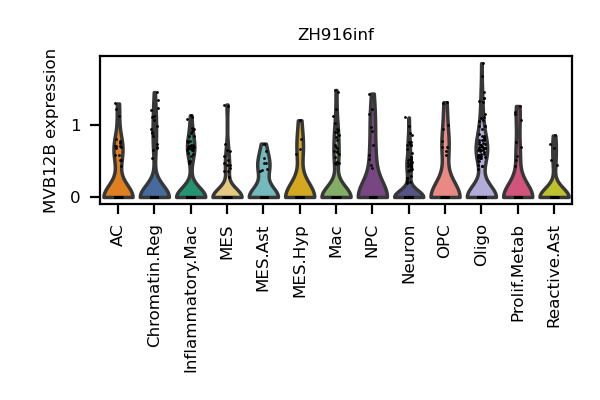 ZH916inf
MVB12B expression
1
0
AC
Chromatin.Reg
Inflammatory.Mac
MES
MES.Ast
MES.Hyp
Mac
NPC
Neuron
OPC
Oligo
Prolif.Metab
Reactive.Ast